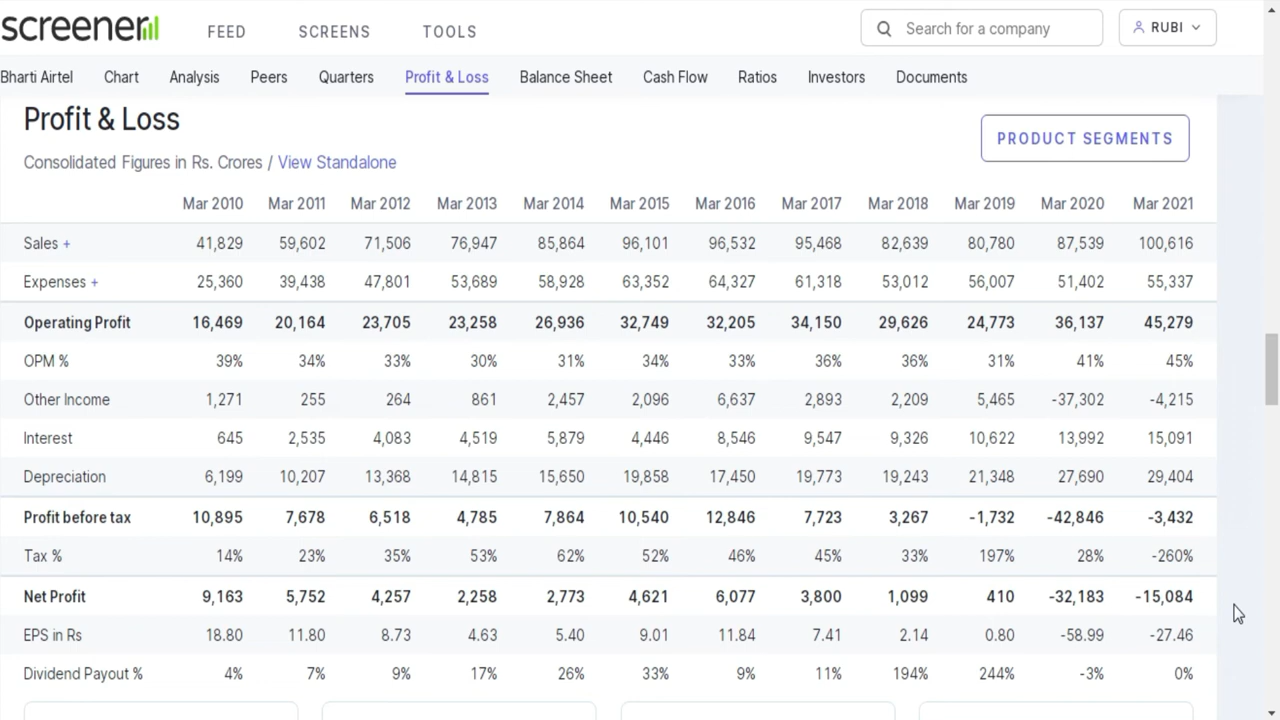 screener FEED SCREENS TOOLS Search for a company RUBI
Bharti Airtel Chart Analysis Peers Quarters Profit & Loss Balance Sheet Cash Flow Ratios Investors Documents
Profit & Loss
PRODUCT SEGMENTS
Consolidated Figures in Rs. Crores / View Standalone
Mar 2010 Mar 2011 Mar 2012 Mar 2013 Mar 2014 Mar 2015 Mar 2016 Mar 2017 Mar 2018 Mar 2019 Mar 2020 Mar 2021
Sales + 41,829 59,602 71,506 76,947 85,864 96,101 96,532 95,468 82,639 80,780 87,539 100,616
Expenses + 25,360 39,438 47,801 53,689 58,928 63,352 64,327 61,318 53,012 56,007 51,402 55,337
Operating Profit 16,469 20,164 23,705 23,258 26,936 32,749 32,205 34,150 29,626 24,773 36,137 45,279
OPM % 39% 34% 33% 30% 31% 34% 33% 36% 36% 31% 41% 45%
Other Income 1,271 255 264 861 2,457 2,096 6,637 2,893 2,209 5,465 -37,302 -4,215
Interest 645 2,535 4,083 4,519 5,879 4,446 8,546 9,547 9,326 10,622 13,992 15,091
Depreciation 6,199 10,207 13,368 14,815 15,650 19,858 17,450 19,773 19,243 21,348 27,690 29,404
Profit before tax 10,895 7,678 6,518 4,785 7,864 10,540 12,846 7,723 3,267 -1,732 -42,846 -3,432
Tax % 14% 23% 35% 53% 62% 52% 46% 45% 33% 197% 28% -260%
Net Profit 9,163 5,752 4,257 2,258 2,773 4,621 6,077 3,800 1,099 410 -32,183 -15,084
EPS in Rs 18.80 11.80 8.73 4.63 5.40 9.01 11.84 7.41 2.14 0.80 -58.99 -27.46
Dividend Payout % 4% 7% 9% 17% 26% 33% 9% 11% 194% 244% -3% 0%